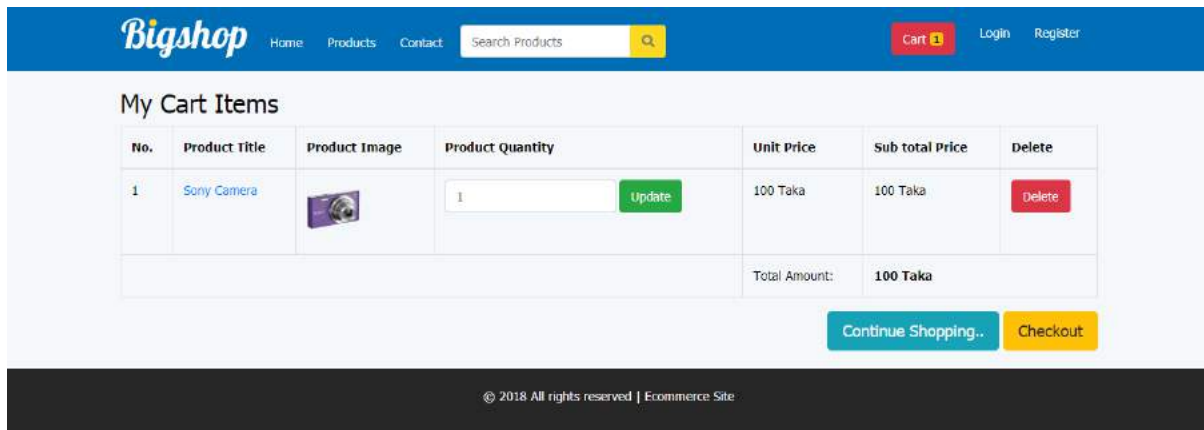 Bigshop Home Products Contact Search Products Cart 1 Login Register
My Cart Items
No. Product Title Product Image Product Quantity Unit Price Sub total Price Delete
1 Sony Camera 1 Update 100 Taka 100 Taka Delete
Total Amount: 100 Taka
Continue Shopping.. Checkout
© 2018 All rights reserved | Ecommerce Site